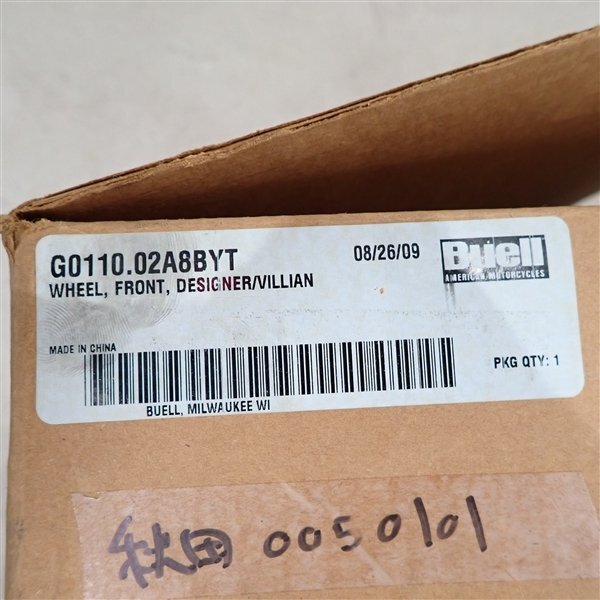 G0110.02A8BYT
08/26/09
Buell
AMERICAN MOTORCYCLES
WHEEL, FRONT, DESIGNER/VILLIAN
MADE IN CHINA
PKG QTY: 1
BUELL, MILWAUKEE WI
秋田 0050101